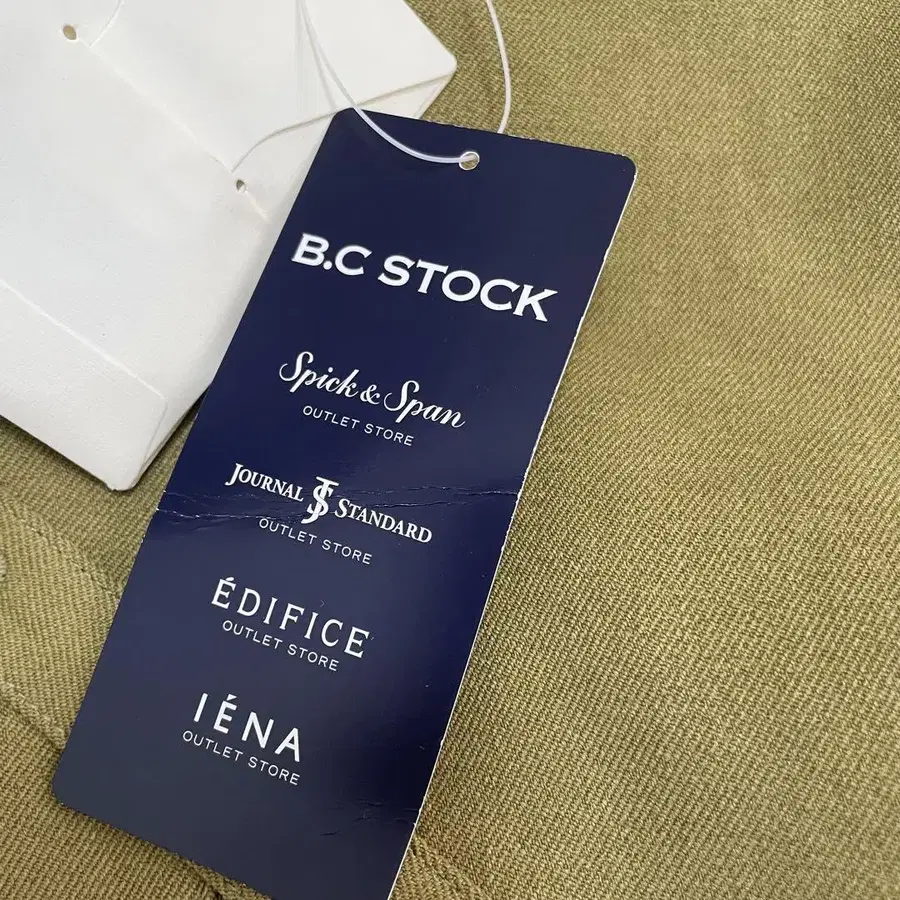 B.C STOCK
Spick & Span
OUTLET STORE
JOURNAL JS STANDARD
OUTLET STORE
ÉDIFICE
OUTLET STORE
IÉNA
OUTLET STORE